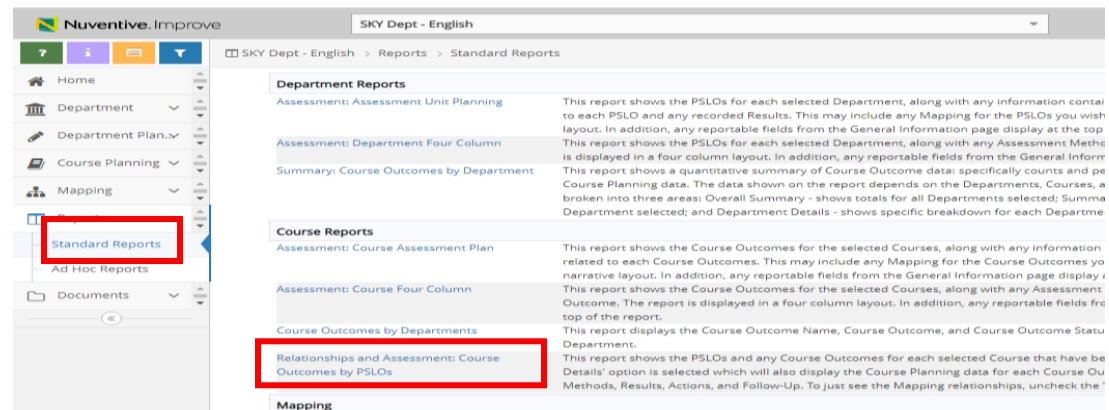 Nuventive. Improve
SKY Dept - English
? i
SKY Dept - English > Reports > Standard Reports
Home
Department
Department Plan...
Course Planning
Mapping
Standard Reports
Ad Hoc Reports
Documents
Department Reports
Assessment: Assessment Unit Planning
This report shows the PSLOs for each selected Department, along with any information contai
to each PSLO and any recorded Results. This may include any Mapping for the PSLOs you wish
layout. In addition, any reportable fields from the General Information page display at the top
Assessment: Department Four Column
This report shows the PSLOs for each selected Department, along with any Assessment Metho
is displayed in a four column layout. In addition, any reportable fields from the General Inform
Summary: Course Outcomes by Department
This report shows a quantitative summary of Course Outcome data: specifically counts and pe
Course Planning data. The data shown on the report depends on the Departments, Courses, a
broken into three areas: Overall Summary - shows totals for all Departments selected; Summa
Department selected; and Department Details - shows specific breakdown for each Departme
Course Reports
Assessment: Course Assessment Plan
This report shows the Course Outcomes for the selected Courses, along with any information
related to each Course Outcomes. This may include any Mapping for the Course Outcomes yo
narrative layout. In addition, any reportable fields from the General Information page display a
Assessment: Course Four Column
This report shows the Course Outcomes for the selected Courses, along with any Assessment
Outcome. The report is displayed in a four column layout. In addition, any reportable fields fro
top of the report.
Course Outcomes by Departments
This report displays the Course Outcome Name, Course Outcome, and Course Outcome Statu
Department.
Relationships and Assessment: Course
Outcomes by PSLOs
This report shows the PSLOs and any Course Outcomes for each selected Course that have be
Details' option is selected which will also display the Course Planning data for each Course Ou
Methods, Results, Actions, and Follow-Up. To just see the Mapping relationships, uncheck the '
Mapping